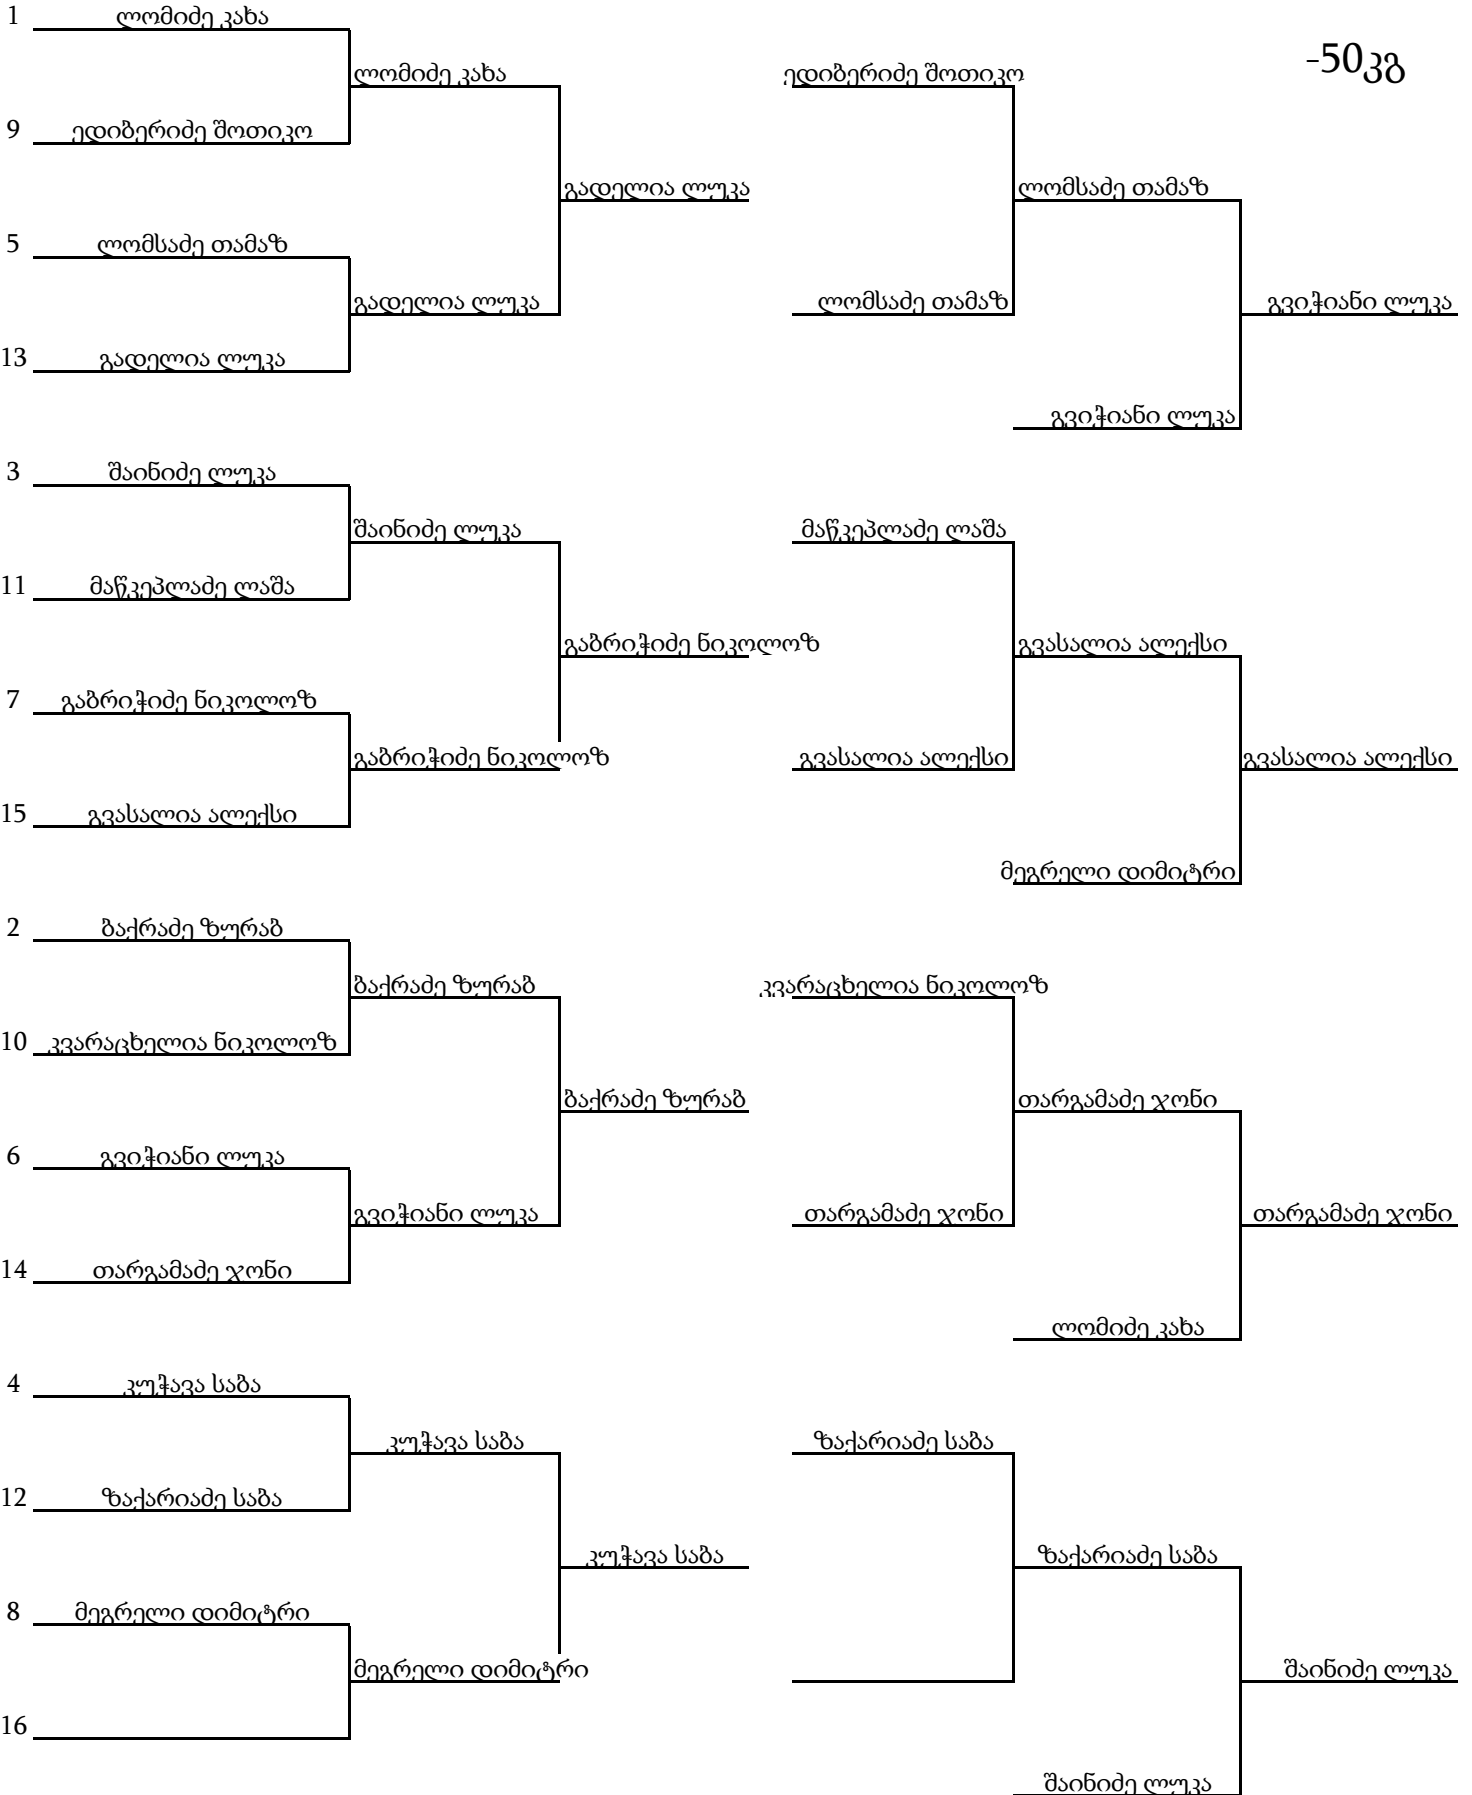 1 ლომიძე კახა
-50კგ
ლომიძე კახა
ედიბერიძე შოთიკო
9 ედიბერიძე შოთიკო
გადელია ლუკა
ლომსაძე თამაზ
5 ლომსაძე თამაზ
გადელია ლუკა
ლომსაძე თამაზ
გვიჭიანი ლუკა
13 გადელია ლუკა
გვიჭიანი ლუკა
3 შაინიძე ლუკა
შაინიძე ლუკა
მაწკეპლაძე ლაშა
11 მაწკეპლაძე ლაშა
გაბრიჭიძე ნიკოლოზ
გვასალია ალექსი
7 გაბრიჭიძე ნიკოლოზ
გაბრიჭიძე ნიკოლოზ
გვასალია ალექსი
გვასალია ალექსი
15 გვასალია ალექსი
მეგრელი დიმიტრი
2 ბაქრაძე ზურაბ
ბაქრაძე ზურაბ
კვარაცხელია ნიკოლოზ
10 კვარაცხელია ნიკოლოზ
ბაქრაძე ზურაბ
თარგამაძე ჯონი
6 გვიჭიანი ლუკა
გვიჭიანი ლუკა
თარგამაძე ჯონი
თარგამაძე ჯონი
14 თარგამაძე ჯონი
ლომიძე კახა
4 კუჭავა საბა
კუჭავა საბა
ზაქარიაძე საბა
12 ზაქარიაძე საბა
კუჭავა საბა
ზაქარიაძე საბა
8 მეგრელი დიმიტრი
მეგრელი დიმიტრი
შაინიძე ლუკა
16
შაინიძე ლუკა